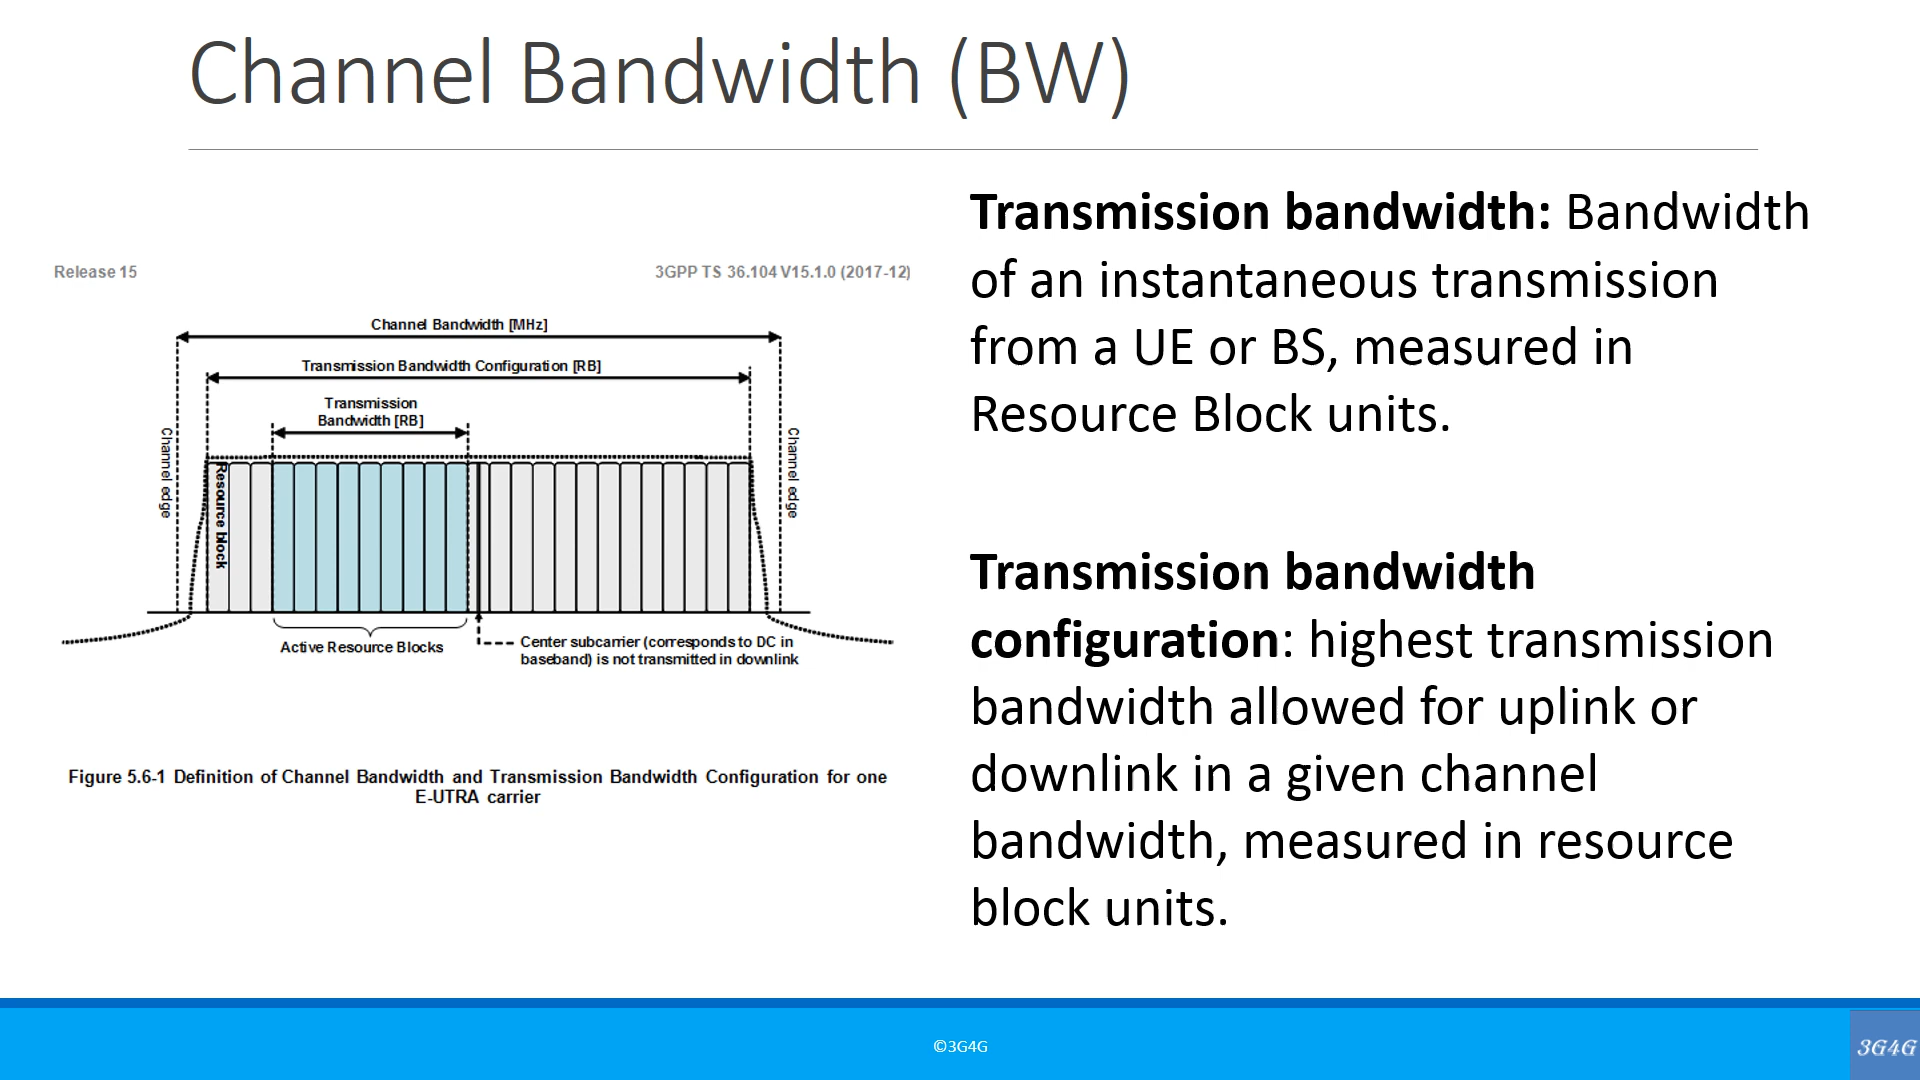 Channel Bandwidth (BW)
Release 15
3GPP TS 36.104 V15.1.0 (2017-12)
Channel Bandwidth [MHz]
Transmission Bandwidth Configuration [RB]
Transmission
Bandwidth [RB]
Channel edge
Resource block
Channel edge
Active Resource Blocks
Center subcarrier (corresponds to DC in
baseband) is not transmitted in downlink
Figure 5.6-1 Definition of Channel Bandwidth and Transmission Bandwidth Configuration for one
E-UTRA carrier
Transmission bandwidth: Bandwidth
of an instantaneous transmission
from a UE or BS, measured in
Resource Block units.
Transmission bandwidth
configuration: highest transmission
bandwidth allowed for uplink or
downlink in a given channel
bandwidth, measured in resource
block units.
©3G4G
3G4G